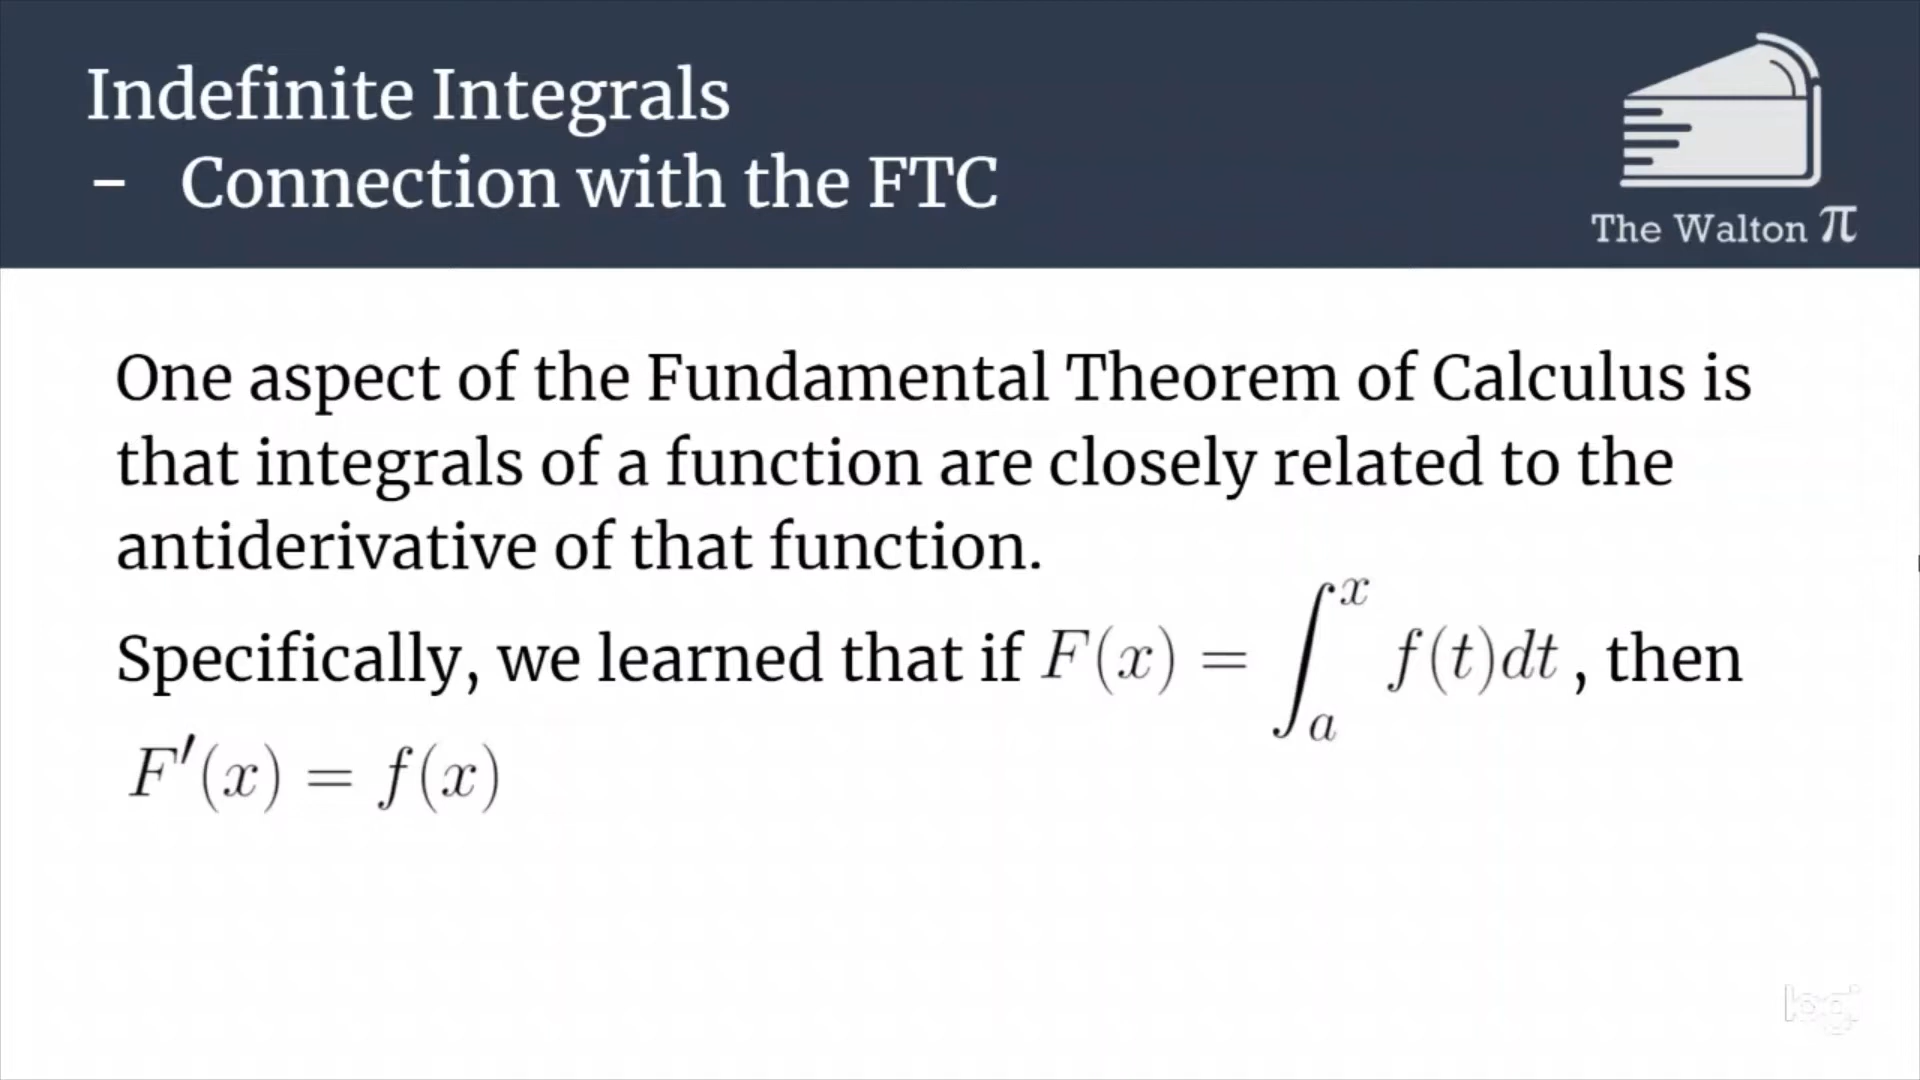 Indefinite Integrals
- Connection with the FTC
The Walton π
One aspect of the Fundamental Theorem of Calculus is
that integrals of a function are closely related to the
antiderivative of that function.
Specifically, we learned that if F(x) = ∫_a^x f(t)dt , then
F′(x) = f(x)